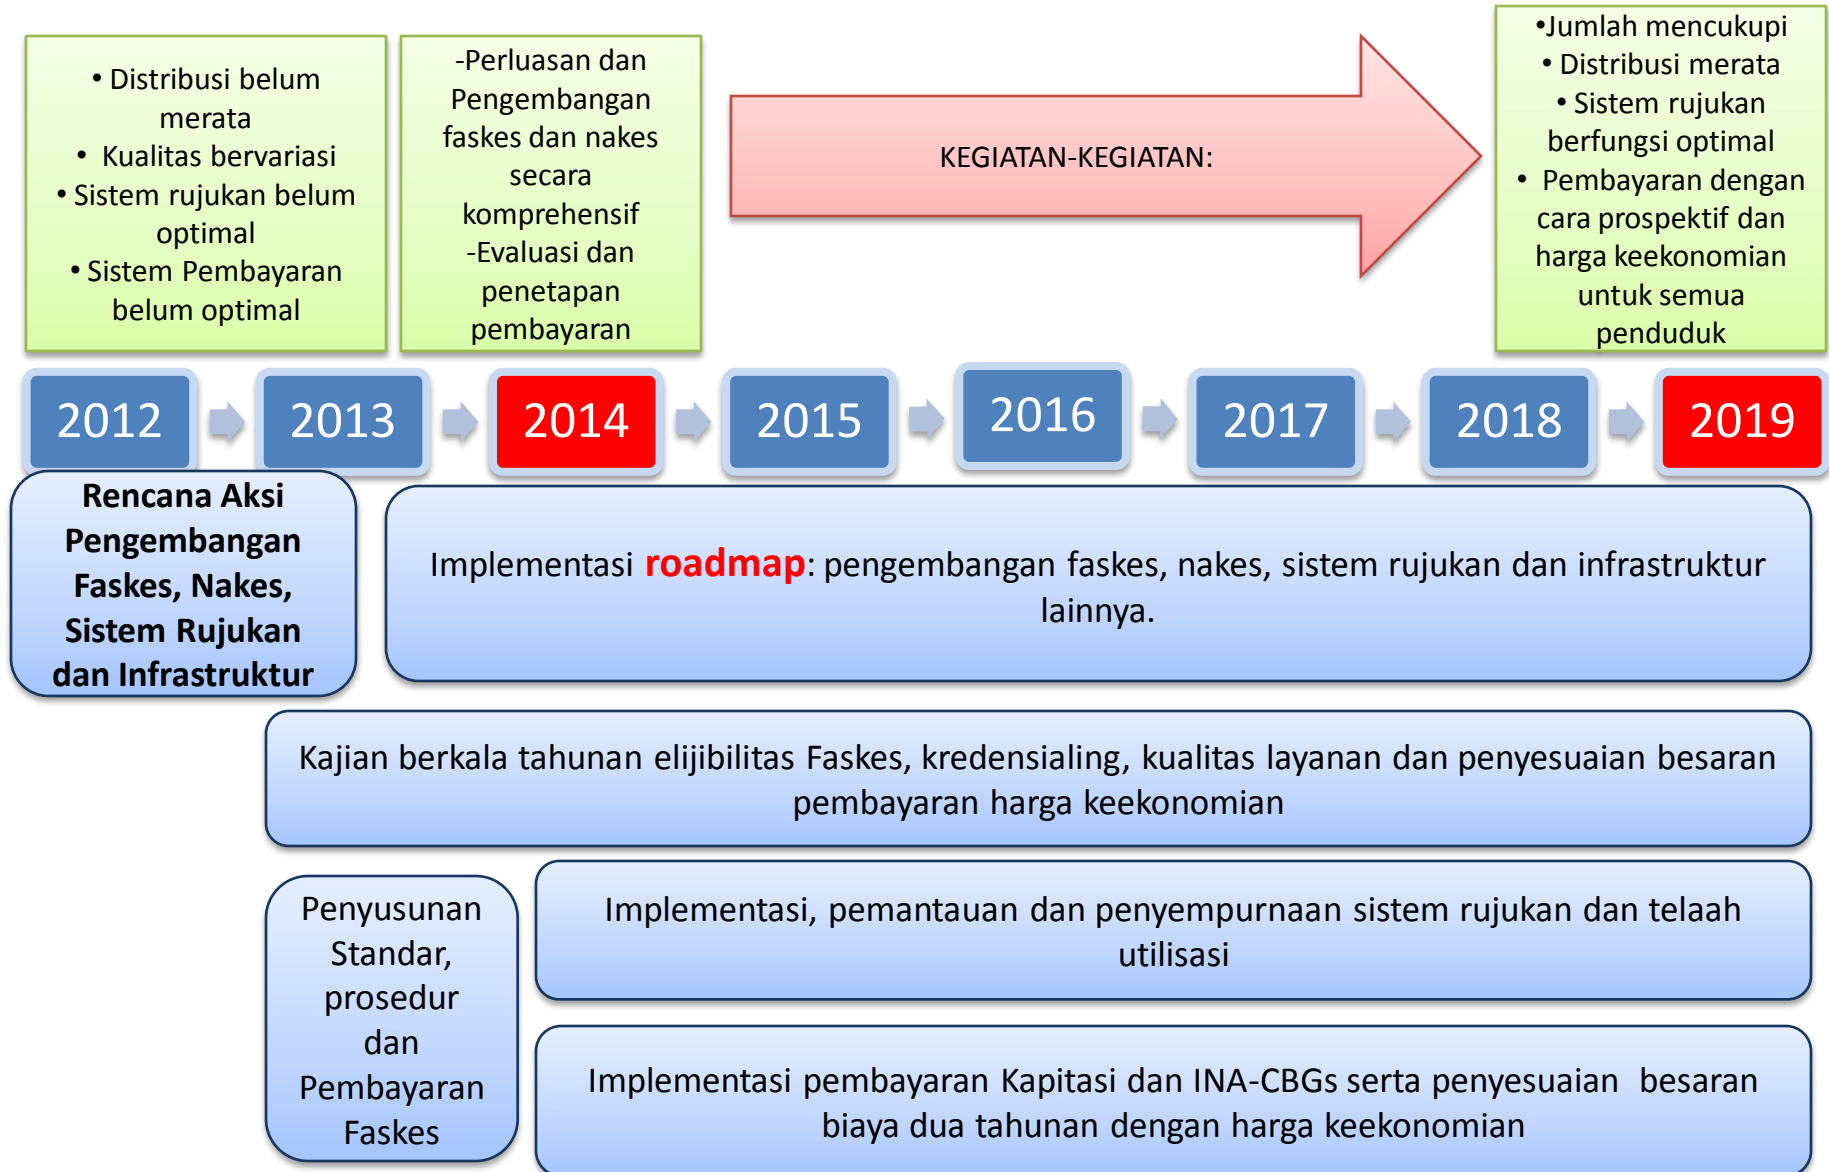 • Distribusi belum
merata
• Kualitas bervariasi
• Sistem rujukan belum
optimal
• Sistem Pembayaran
belum optimal
-Perluasan dan
Pengembangan
faskes dan nakes
secara
komprehensif
-Evaluasi dan
penetapan
pembayaran
KEGIATAN-KEGIATAN:
•Jumlah mencukupi
• Distribusi merata
• Sistem rujukan
berfungsi optimal
• Pembayaran dengan
cara prospektif dan
harga keekonomian
untuk semua
penduduk
2012
2013
2014
2015
2016
2017
2018
2019
Rencana Aksi
Pengembangan
Faskes, Nakes,
Sistem Rujukan
dan Infrastruktur
Implementasi roadmap: pengembangan faskes, nakes, sistem rujukan dan infrastruktur
lainnya.
Kajian berkala tahunan elijibilitas Faskes, kredensialing, kualitas layanan dan penyesuaian besaran
pembayaran harga keekonomian
Penyusunan
Standar,
prosedur
dan
Pembayaran
Faskes
Implementasi, pemantauan dan penyempurnaan sistem rujukan dan telaah
utilisasi
Implementasi pembayaran Kapitasi dan INA-CBGs serta penyesuaian besaran
biaya dua tahunan dengan harga keekonomian